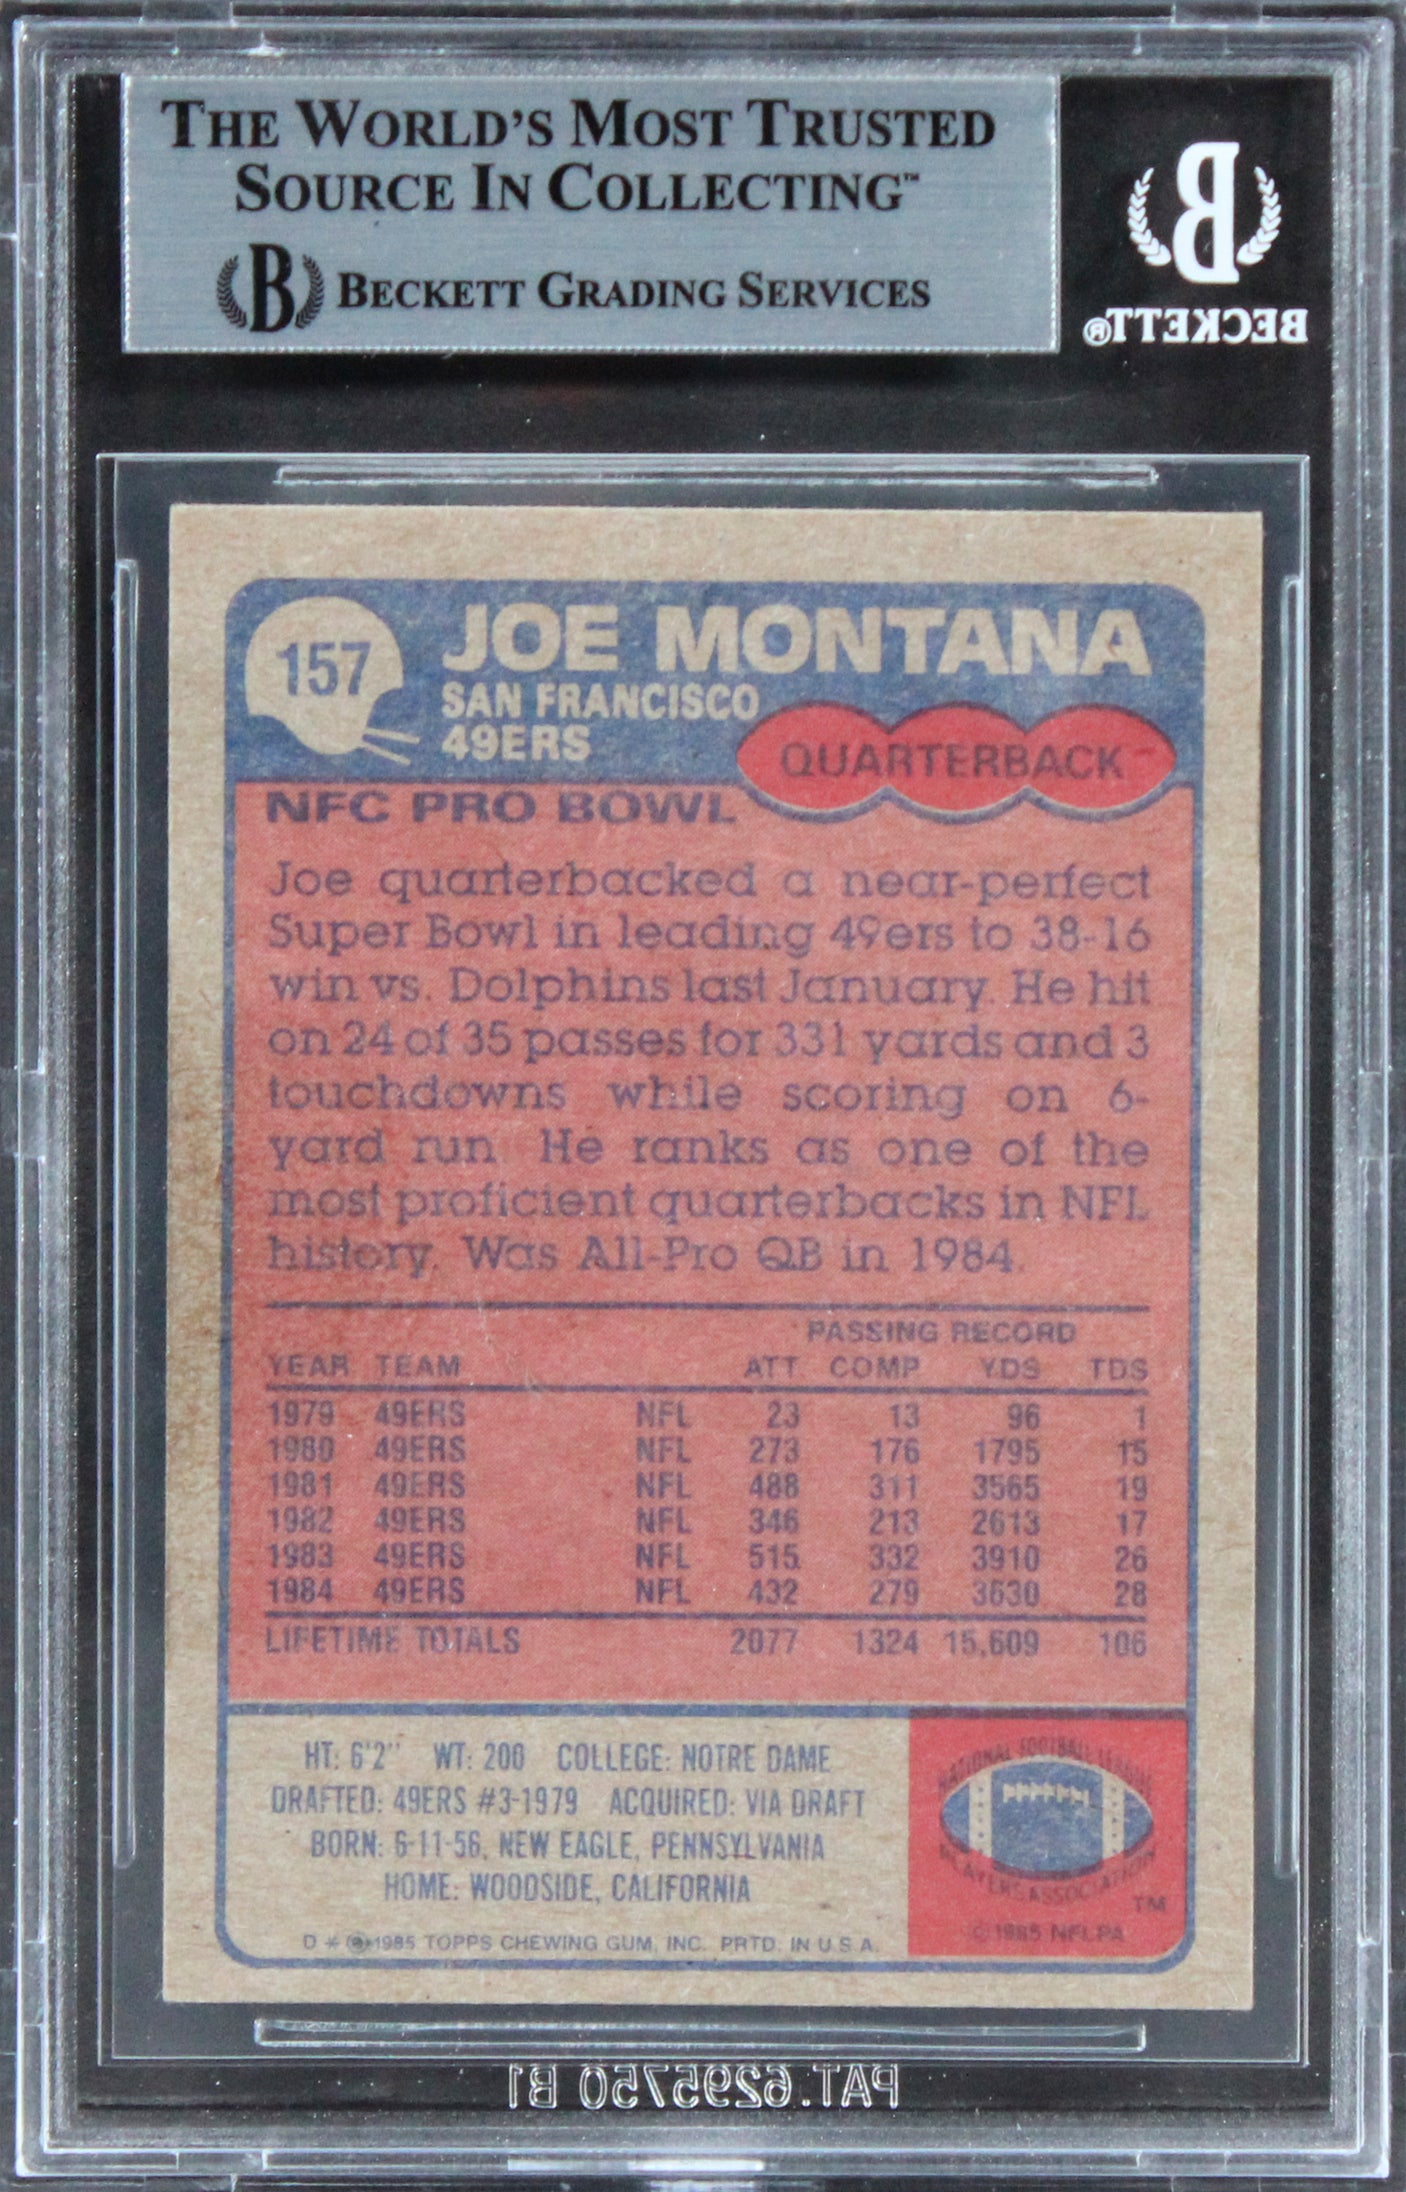 THE WORLD'S MOST TRUSTED
SOURCE IN COLLECTING™
B BECKETT GRADING SERVICES
B
BECKETT®
157
JOE MONTANA
SAN FRANCISCO
49ERS
QUARTERBACK
NFC PRO BOWL
Joe quarterbacked a near-perfect
Super Bowl in leading 49ers to 38-16
win vs. Dolphins last January. He hit
on 24 of 35 passes for 331 yards and 3
touchdowns while scoring on 6-
yard run. He ranks as one of the
most proficient quarterbacks in NFL
history. Was All-Pro QB in 1984.
PASSING RECORD
YEAR TEAM ATT. COMP YDS TDS
1979 49ERS NFL 23 13 96 1
1980 49ERS NFL 273 176 1795 15
1981 49ERS NFL 488 311 3565 19
1982 49ERS NFL 346 213 2613 17
1983 49ERS NFL 515 332 3910 26
1984 49ERS NFL 432 279 3630 28
LIFETIME TOTALS 2077 1324 15,609 106
HT: 6'2" WT: 200 COLLEGE: NOTRE DAME
DRAFTED: 49ERS #3-1979 ACQUIRED: VIA DRAFT
BORN: 6-11-56, NEW EAGLE, PENNSYLVANIA
HOME: WOODSIDE, CALIFORNIA
D * ® 1985 TOPPS CHEWING GUM, INC. PRTD. IN U.S.A.
NATIONAL FOOTBALL LEAGUE
PLAYERS ASSOCIATION
TM
© 1985 NFLPA
PAT.6295750 B1